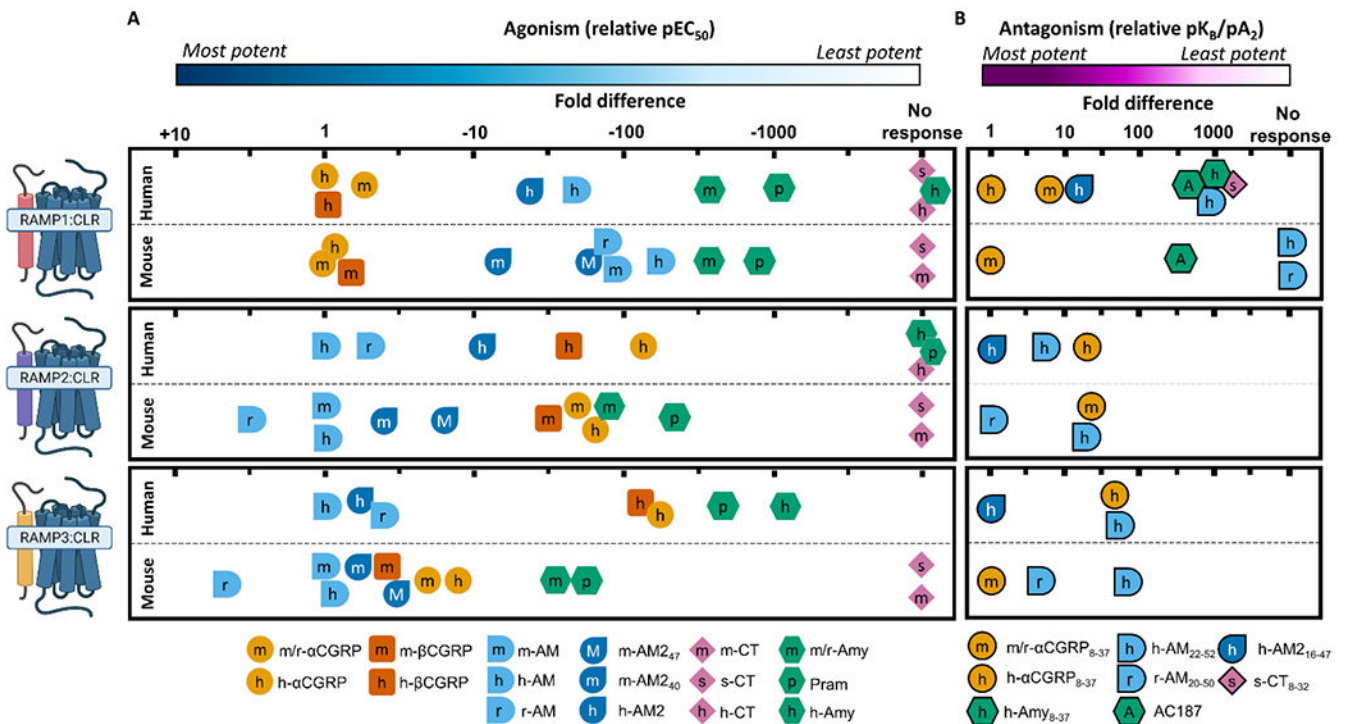 A
Agonism (relative pEC50)
Most potent
Least potent
Fold difference
+10 1 -10 -100 -1000 No response
B
Antagonism (relative pKB/pA2)
Most potent
Least potent
Fold difference
1 10 100 1000 No response
RAMP1:CLR
Human
h h m h h m p s h h
h m h A h h s
Mouse
m h m m M r m h m p s m
m A h r
RAMP2:CLR
Human
h r h h h h p h
h h h
Mouse
r m h m M m m h m p s m
r h m
RAMP3:CLR
Human
h h r h h p h
h h h
Mouse
r m h m m M m h m p s m
m r h
m m/r-αCGRP
h h-αCGRP
m m-βCGRP
h h-βCGRP
m m-AM
h h-AM
r r-AM
M m-AM247
m m-AM240
h h-AM2
m m-CT
s s-CT
h h-CT
m m/r-Amy
p Pram
h h-Amy
m m/r-αCGRP8-37
h h-αCGRP8-37
h h-Amy8-37
h h-AM22-52
r r-AM20-50
A AC187
h h-AM216-47
s s-CT8-32